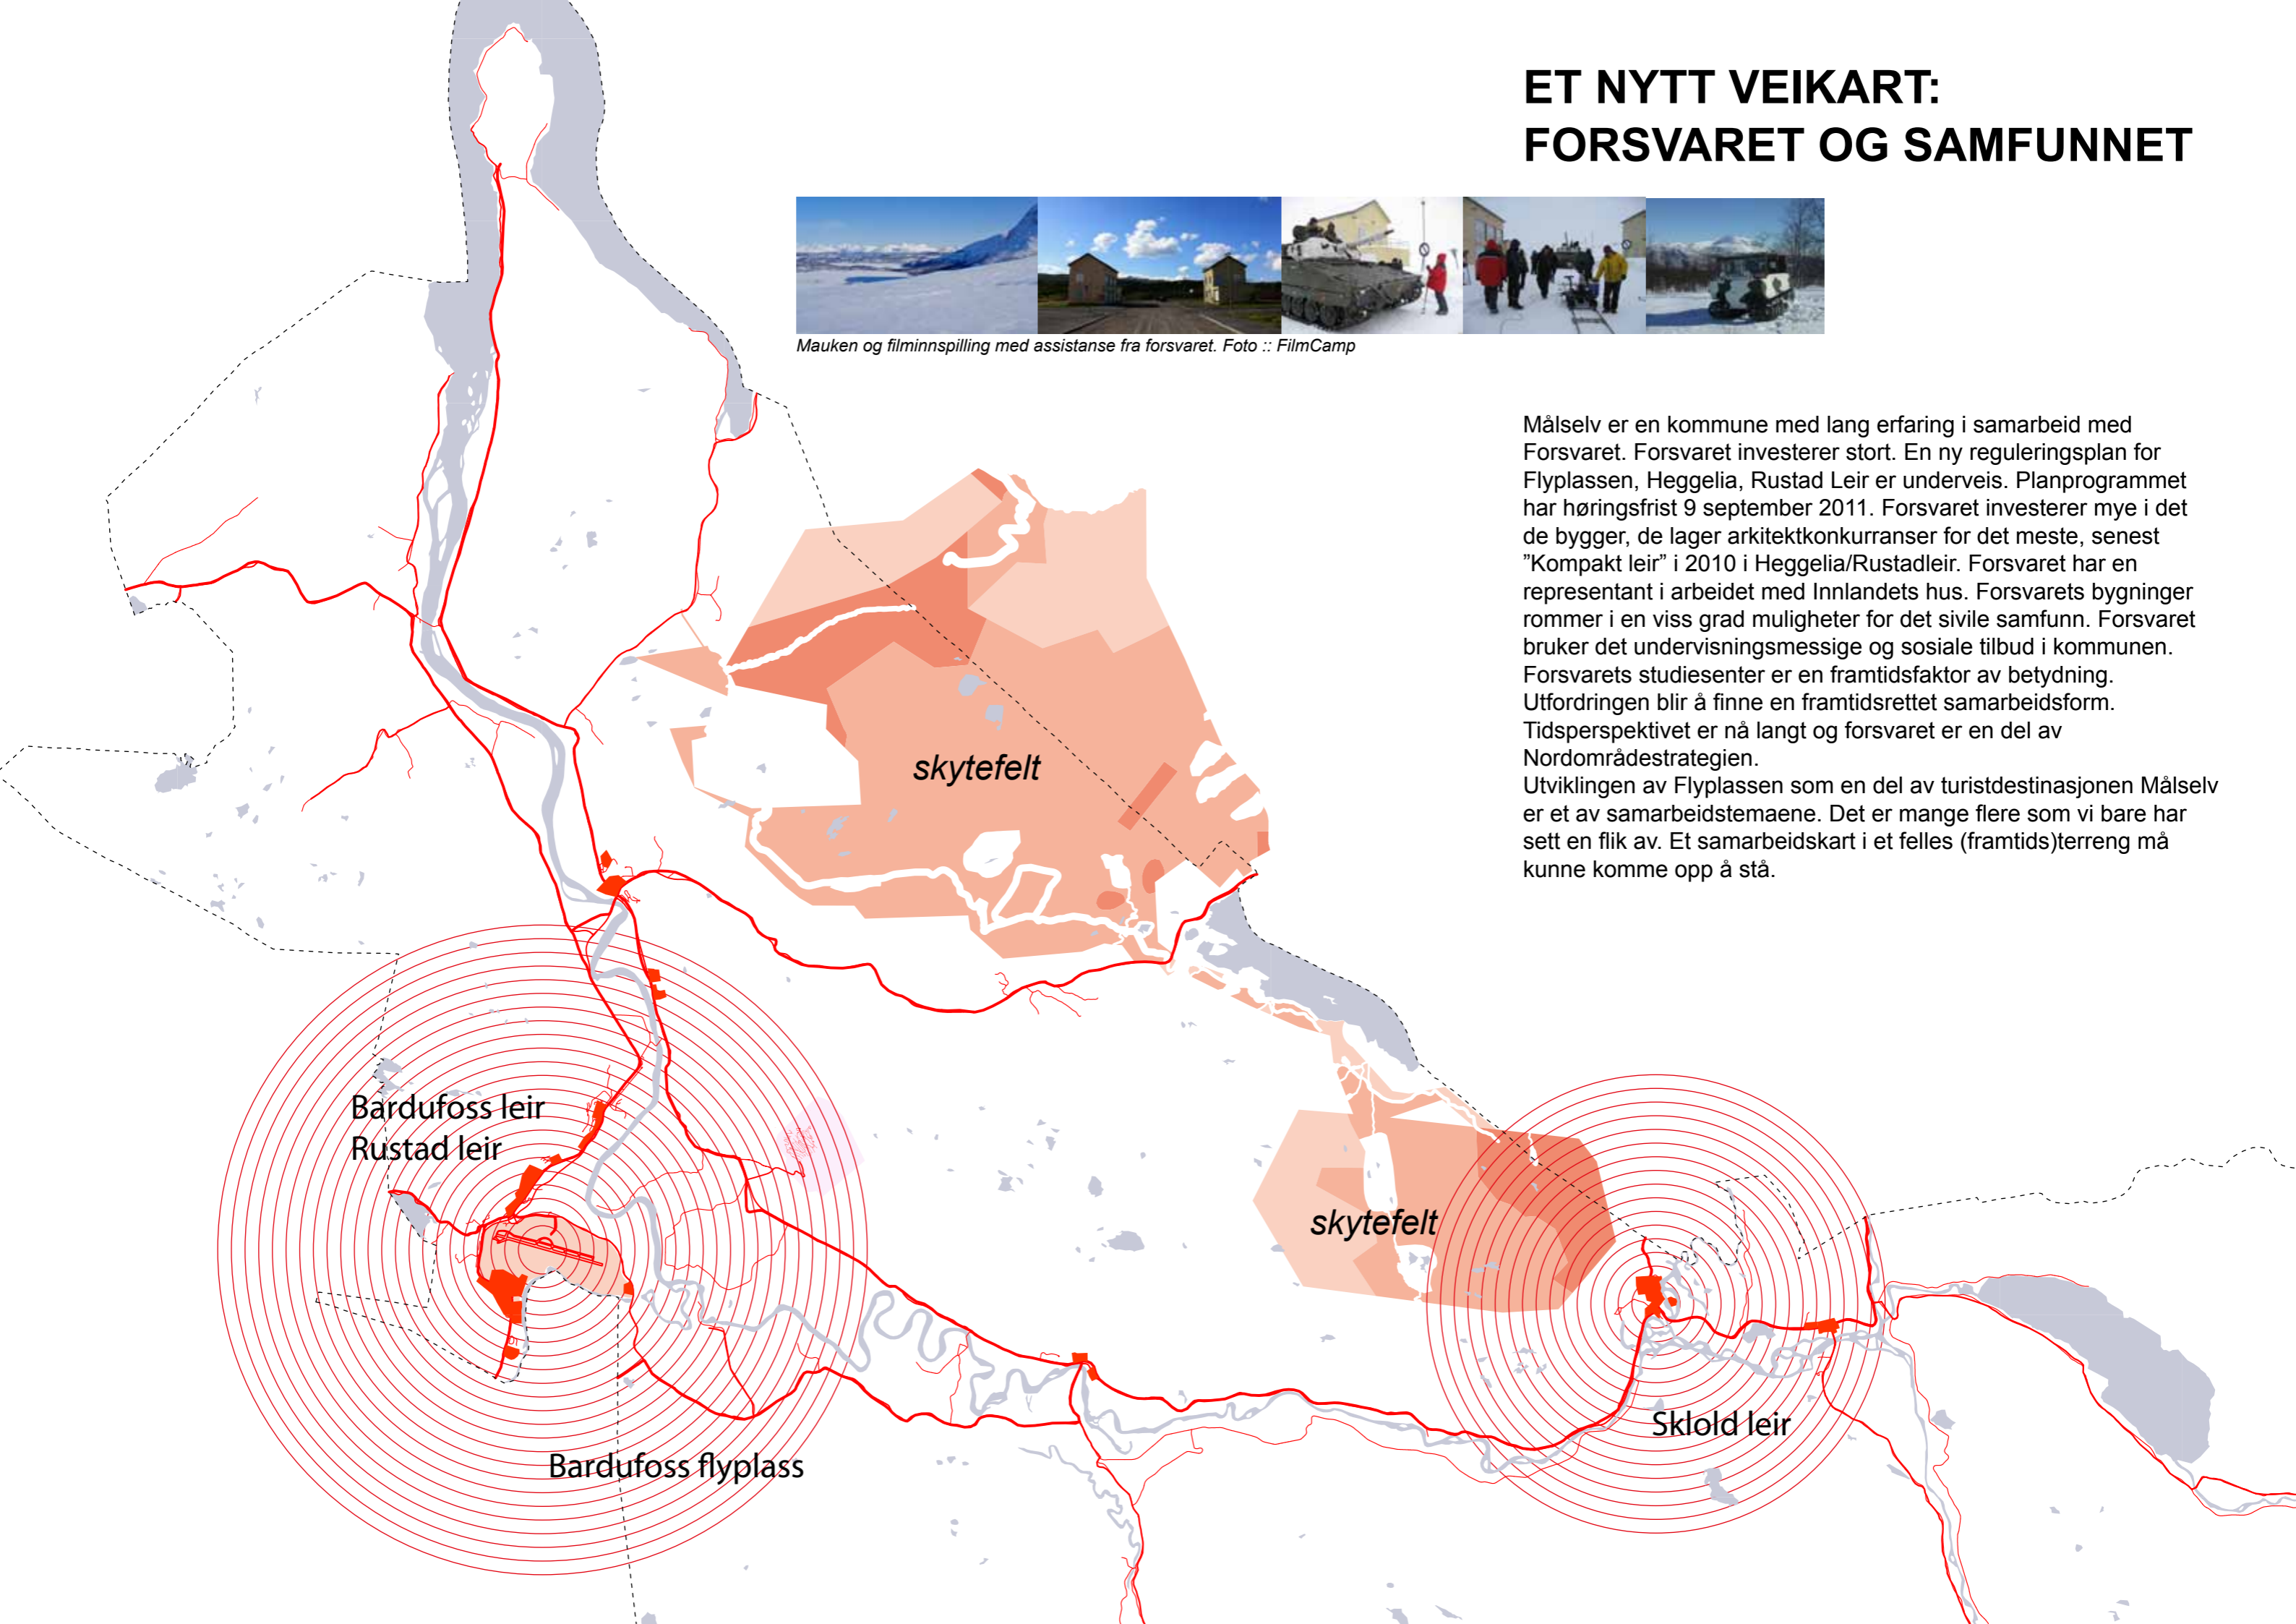 ET NYTT VEIKART:
FORSVARET OG SAMFUNNET
Mauken og filminnspilling med assistanse fra forsvaret. Foto :: FilmCamp
Målselv er en kommune med lang erfaring i samarbeid med
Forsvaret. Forsvaret investerer stort. En ny reguleringsplan for
Flyplassen, Heggelia, Rustad Leir er underveis. Planprogrammet
har høringsfrist 9 september 2011. Forsvaret investerer mye i det
de bygger, de lager arkitektkonkurranser for det meste, senest
”Kompakt leir” i 2010 i Heggelia/Rustadleir. Forsvaret har en
representant i arbeidet med Innlandets hus. Forsvarets bygninger
rommer i en viss grad muligheter for det sivile samfunn. Forsvaret
bruker det undervisningsmessige og sosiale tilbud i kommunen.
Forsvarets studiesenter er en framtidsfaktor av betydning.
Utfordringen blir å finne en framtidsrettet samarbeidsform.
Tidsperspektivet er nå langt og forsvaret er en del av
Nordområdestrategien.
Utviklingen av Flyplassen som en del av turistdestinasjonen Målselv
er et av samarbeidstemaene. Det er mange flere som vi bare har
sett en flik av. Et samarbeidskart i et felles (framtids)terreng må
kunne komme opp å stå.
skytefelt
Bardufoss leir
Rustad leir
skytefelt
Sklold leir
Bardufoss flyplass